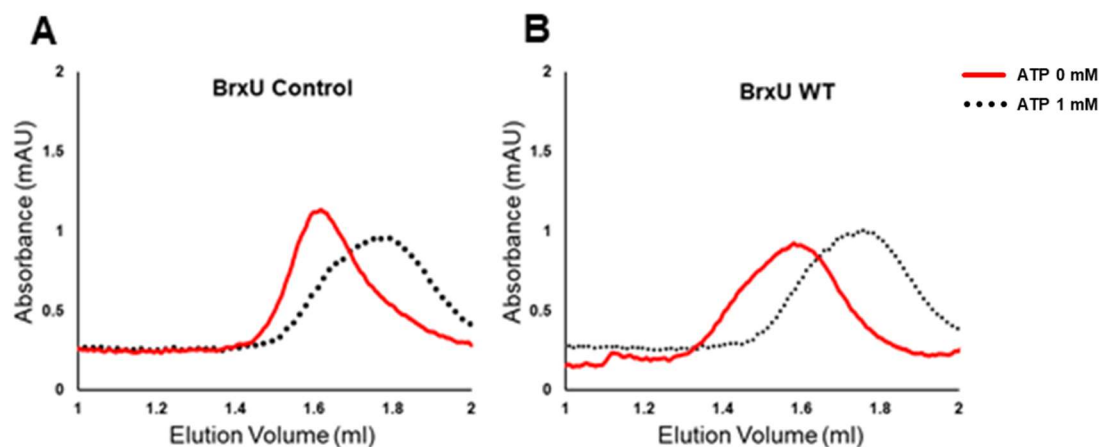 A
BrxU Control
Absorbance (mAU)
2
1.5
1
0.5
0
1
1.2
1.4
1.6
1.8
2
Elution Volume (ml)
B
BrxU WT
Absorbance (mAU)
2
1.5
1
0.5
0
1
1.2
1.4
1.6
1.8
2
Elution Volume (ml)
ATP 0 mM
ATP 1 mM